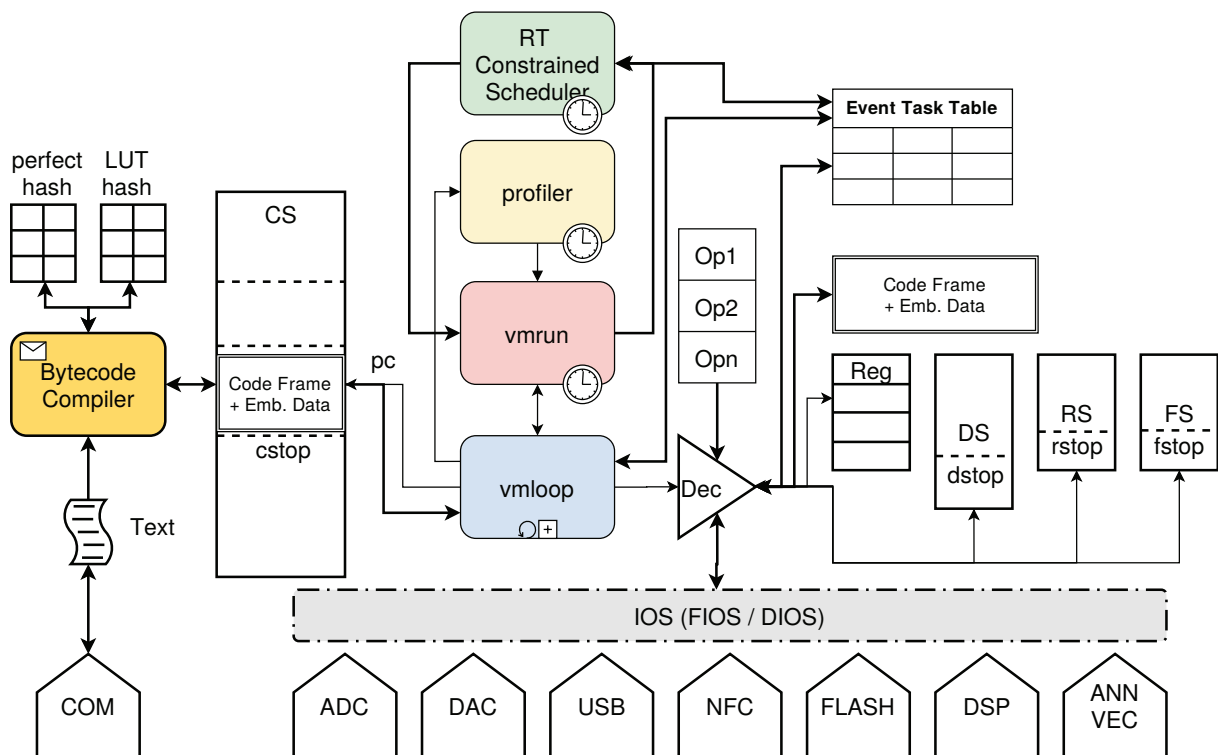 RT
Constrained
Scheduler
Event Task Table
perfect
hash
LUT
hash
CS
profiler
Op1
Op2
Opn
Code Frame
+ Emb. Data
vmrun
pc
Bytecode
Compiler
Code Frame
+ Emb. Data
cstop
Reg
DS
dstop
RS
rstop
FS
fstop
vmloop
+
Dec
Text
IOS (FIOS / DIOS)
COM
ADC
DAC
USB
NFC
FLASH
DSP
ANN
VEC